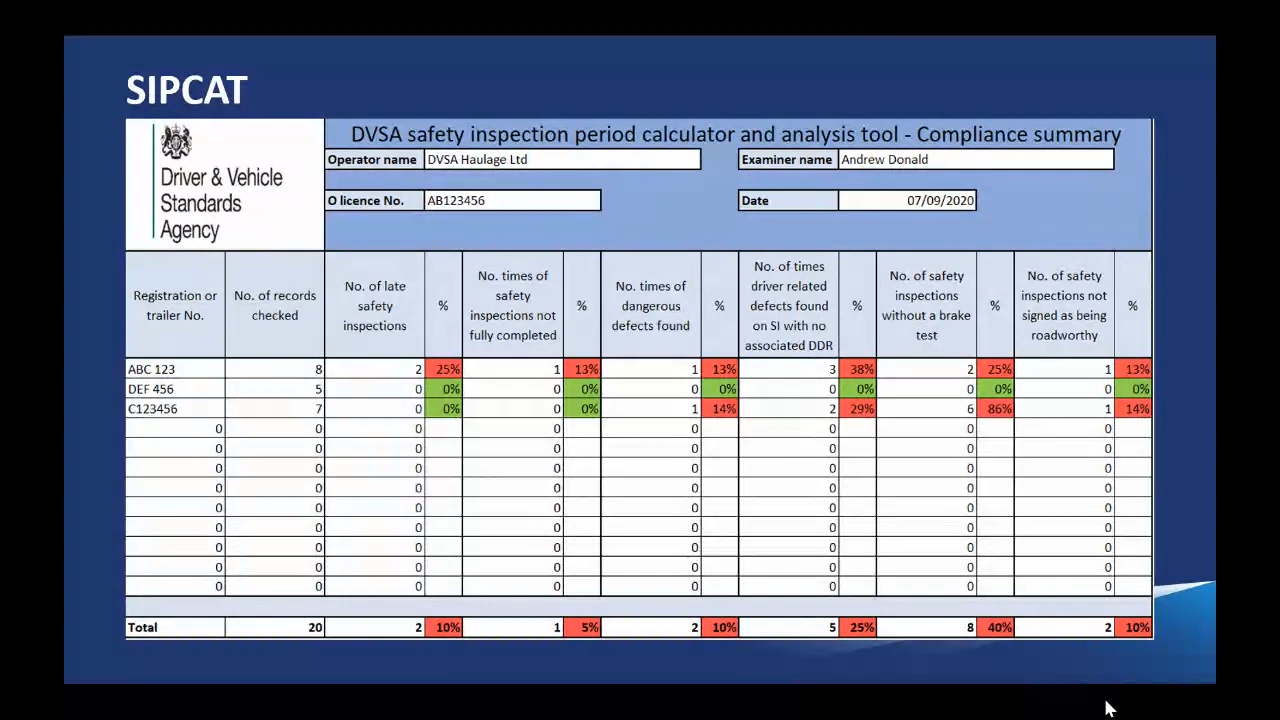 SIPCAT
Driver & Vehicle
Standards
Agency
DVSA safety inspection period calculator and analysis tool - Compliance summary
Operator name DVSA Haulage Ltd Examiner name Andrew Donald
O licence No. AB123456 Date 07/09/2020
Registration or trailer No. No. of records checked No. of late safety inspections % No. times of safety inspections not fully completed % No. times of dangerous defects found % No. of times driver related defects found on SI with no associated DDR % No. of safety inspections without a brake test % No. of safety inspections not signed as being roadworthy %
ABC 123 8 2 25% 1 13% 1 13% 3 38% 2 25% 1 13%
DEF 456 5 0 0% 0 0% 0 0% 0 0% 0 0% 0 0%
C123456 7 0 0% 0 0% 1 14% 2 29% 6 86% 1 14%
0 0 0 0 0 0 0 0
0 0 0 0 0 0 0 0
0 0 0 0 0 0 0 0
0 0 0 0 0 0 0 0
0 0 0 0 0 0 0 0
0 0 0 0 0 0 0 0
0 0 0 0 0 0 0 0
0 0 0 0 0 0 0 0
0 0 0 0 0 0 0 0
Total 20 2 10% 1 5% 2 10% 5 25% 8 40% 2 10%